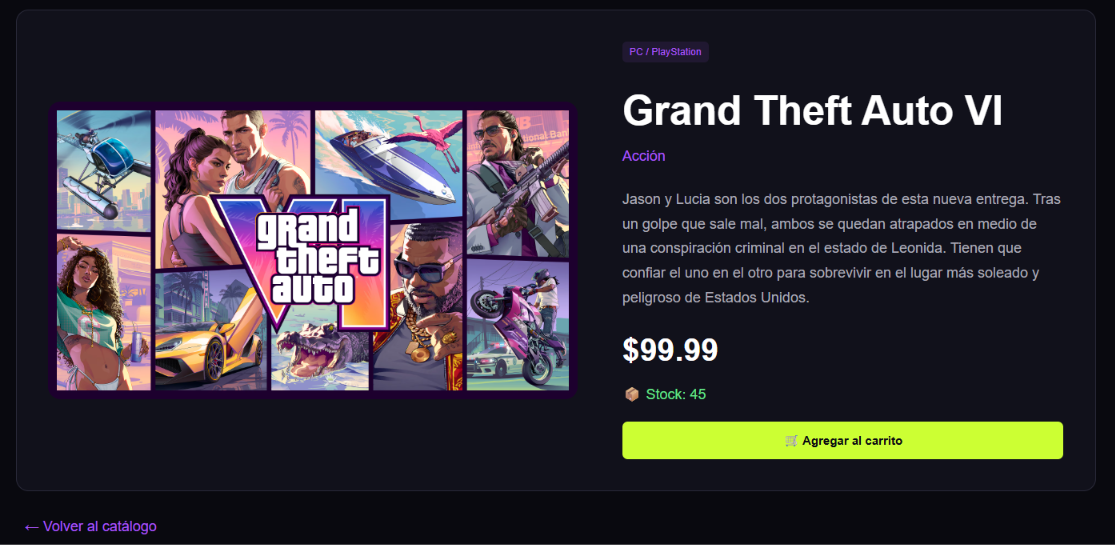 PC / PlayStation
Grand Theft Auto VI
Acción
Jason y Lucia son los dos protagonistas de esta nueva entrega. Tras
un golpe que sale mal, ambos se quedan atrapados en medio de
una conspiración criminal en el estado de Leonida. Tienen que
confiar el uno en el otro para sobrevivir en el lugar más soleado y
peligroso de Estados Unidos.
$99.99
Stock: 45
Agregar al carrito
← Volver al catálogo
VI
grand
theft
auto